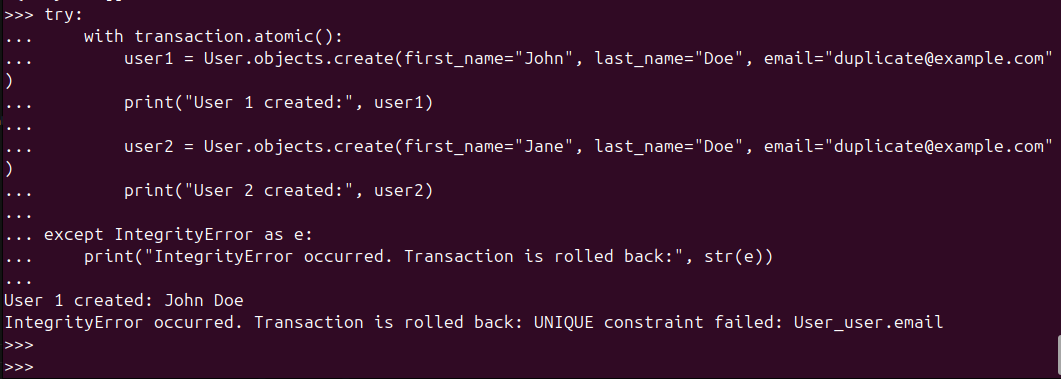 >>> try:
...     with transaction.atomic():
...         user1 = User.objects.create(first_name="John", last_name="Doe", email="duplicate@example.com"
)
...         print("User 1 created:", user1)
...
...         user2 = User.objects.create(first_name="Jane", last_name="Doe", email="duplicate@example.com"
)
...         print("User 2 created:", user2)
...
... except IntegrityError as e:
...     print("IntegrityError occurred. Transaction is rolled back:", str(e))
...
User 1 created: John Doe
IntegrityError occurred. Transaction is rolled back: UNIQUE constraint failed: User_user.email
>>>
>>>